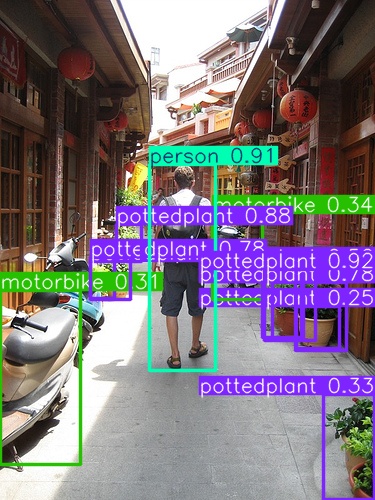 person 0.91
motorbike 0.34
pottedplant 0.88
pottedplant 0.78
pottedplant 0.92
pottedplant 0.78
motorbike 0.31
pottedplant 0.25
pottedplant 0.33